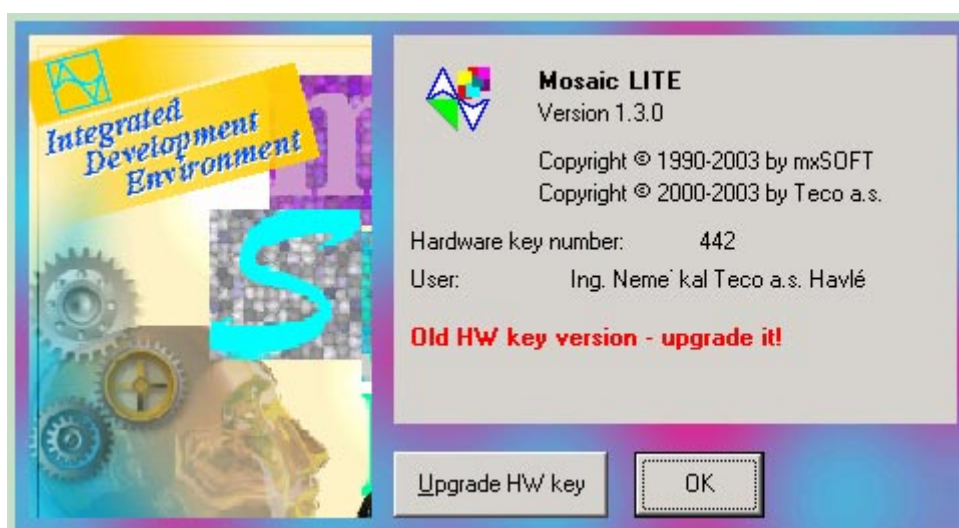 Integrated
Development
Environment
m
S
Mosaic LITE
Version 1.3.0
Copyright © 1990-2003 by mxSOFT
Copyright © 2000-2003 by Teco a.s.
Hardware key number: 442
User: Ing. Neme˙ kal Teco a.s. Havlé
Old HW key version - upgrade it!
Upgrade HW key
OK